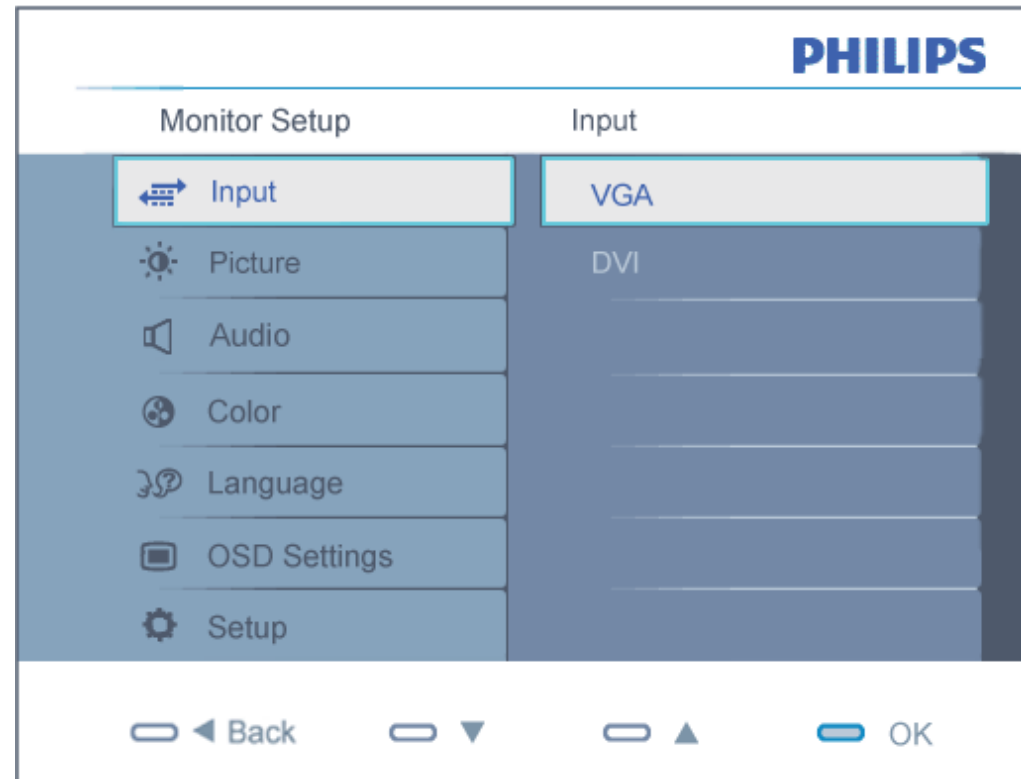 PHILIPS
Monitor Setup Input
Input VGA
Picture DVI
Audio
Color
Language
OSD Settings
Setup
Back OK